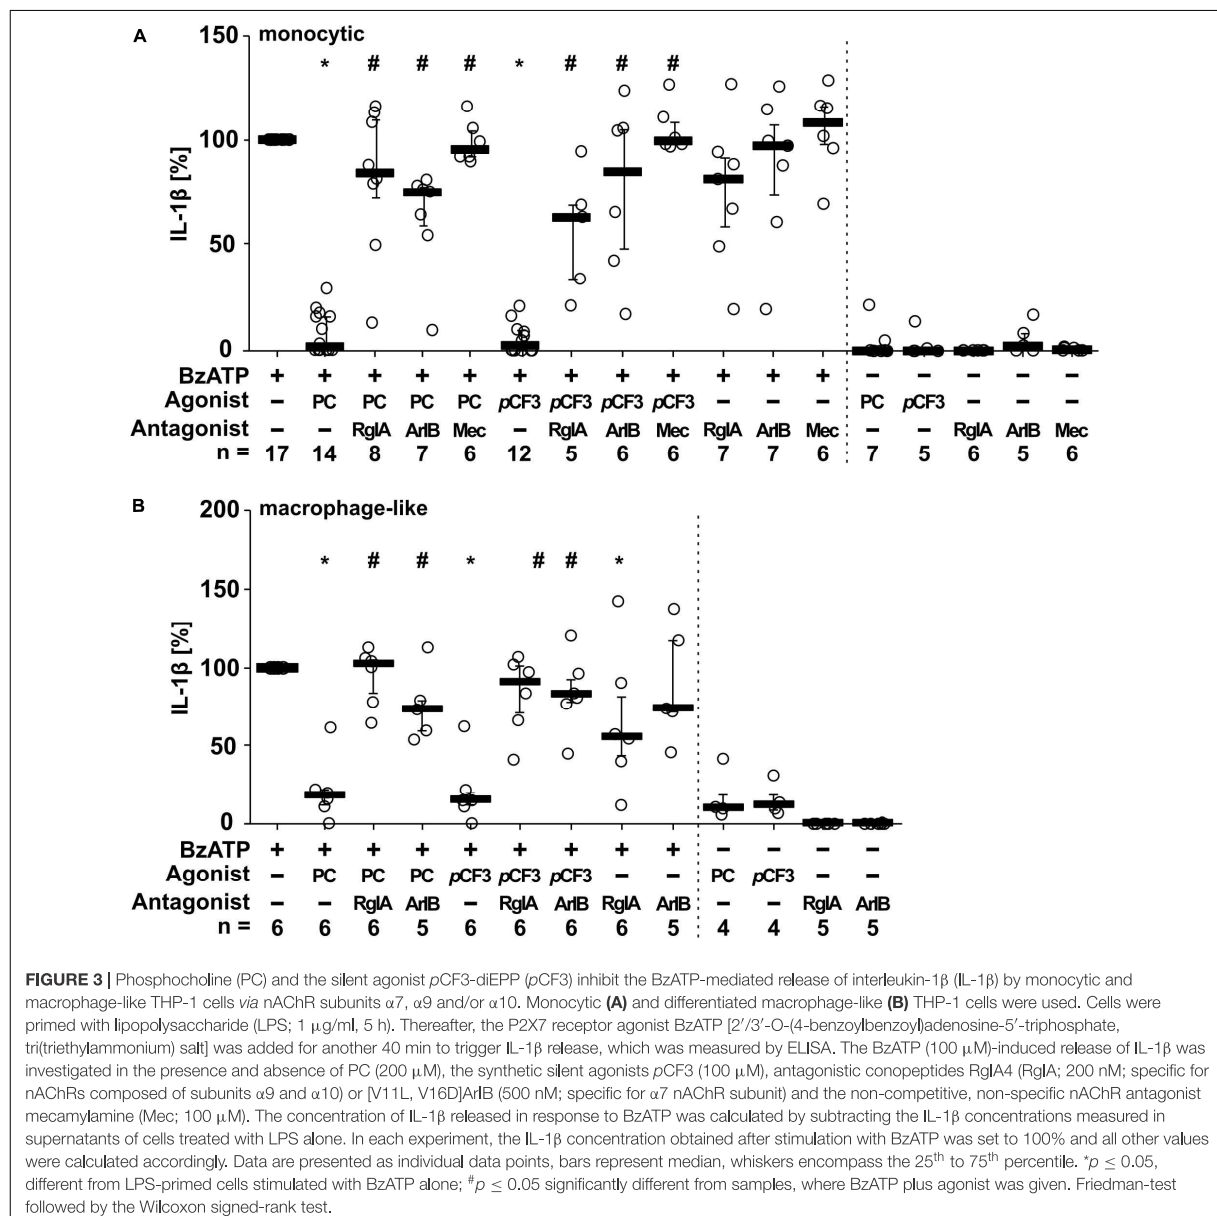 A
monocytic
150
100
50
0
IL-1β [%]
* # # # * # # #
BzATP + + + + + + + + + + + + – – – – –
Agonist – PC PC PC PC pCF3 pCF3 pCF3 pCF3 – – – PC pCF3 – – –
Antagonist – – RgIA ArIB Mec – RgIA ArIB Mec RgIA ArIB Mec – – RgIA ArIB Mec
n = 17 14 8 7 6 12 5 6 6 7 7 6 7 5 6 5 6
B
macrophage-like
200
150
100
50
0
IL-1β [%]
* # # * # # *
BzATP + + + + + + + + + – – – –
Agonist – PC PC PC pCF3 pCF3 pCF3 – – PC pCF3 – –
Antagonist – – RgIA ArIB – RgIA ArIB RgIA ArIB – – RgIA ArIB
n = 6 6 6 5 6 6 6 6 5 4 4 5 5
FIGURE 3 | Phosphocholine (PC) and the silent agonist pCF3-diEPP (pCF3) inhibit the BzATP-mediated release of interleukin-1β (IL-1β) by monocytic and
macrophage-like THP-1 cells via nAChR subunits α7, α9 and/or α10. Monocytic (A) and differentiated macrophage-like (B) THP-1 cells were used. Cells were
primed with lipopolysaccharide (LPS; 1 μg/ml, 5 h). Thereafter, the P2X7 receptor agonist BzATP [2′/3′-O-(4-benzoylbenzoyl)adenosine-5′-triphosphate,
tri(triethylammonium) salt] was added for another 40 min to trigger IL-1β release, which was measured by ELISA. The BzATP (100 μM)-induced release of IL-1β was
investigated in the presence and absence of PC (200 μM), the synthetic silent agonists pCF3 (100 μM), antagonistic conopeptides RgIA4 (RgIA; 200 nM; specific for
nAChRs composed of subunits α9 and α10) or [V11L, V16D]ArIB (500 nM; specific for α7 nAChR subunit) and the non-competitive, non-specific nAChR antagonist
mecamylamine (Mec; 100 μM). The concentration of IL-1β released in response to BzATP was calculated by subtracting the IL-1β concentrations measured in
supernatants of cells treated with LPS alone. In each experiment, the IL-1β concentration obtained after stimulation with BzATP was set to 100% and all other values
were calculated accordingly. Data are presented as individual data points, bars represent median, whiskers encompass the 25th to 75th percentile. *p ≤ 0.05,
different from LPS-primed cells stimulated with BzATP alone; #p ≤ 0.05 significantly different from samples, where BzATP plus agonist was given. Friedman-test
followed by the Wilcoxon signed-rank test.